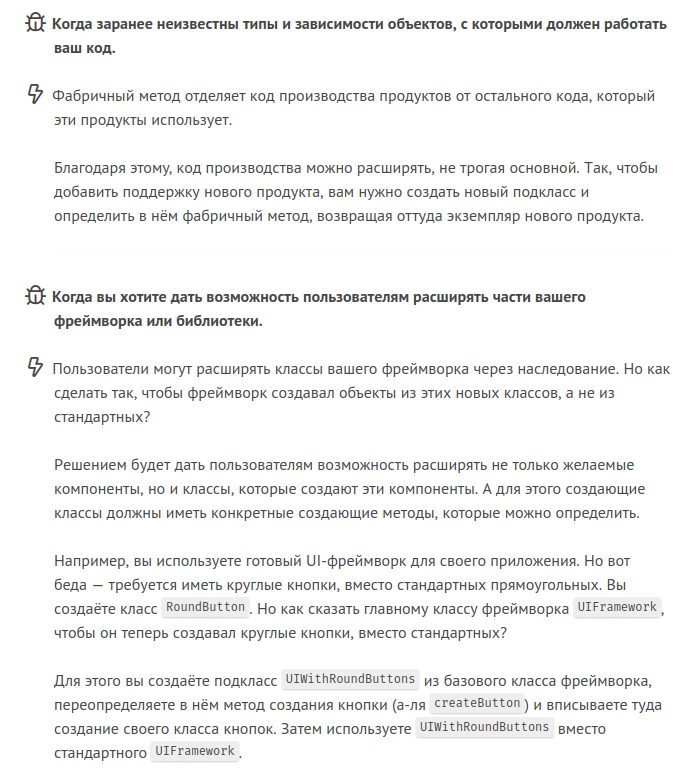 Когда заранее неизвестны типы и зависимости объектов, с которыми должен работать
ваш код.
Фабричный метод отделяет код производства продуктов от остального кода, который
эти продукты использует.
Благодаря этому, код производства можно расширять, не трогая основной. Так, чтобы
добавить поддержку нового продукта, вам нужно создать новый подкласс и
определить в нём фабричный метод, возвращая оттуда экземпляр нового продукта.
Когда вы хотите дать возможность пользователям расширять части вашего
фреймворка или библиотеки.
Пользователи могут расширять классы вашего фреймворка через наследование. Но как
сделать так, чтобы фреймворк создавал объекты из этих новых классов, а не из
стандартных?
Решением будет дать пользователям возможность расширять не только желаемые
компоненты, но и классы, которые создают эти компоненты. А для этого создающие
классы должны иметь конкретные создающие методы, которые можно определить.
Например, вы используете готовый UI-фреймворк для своего приложения. Но вот
беда — требуется иметь круглые кнопки, вместо стандартных прямоугольных. Вы
создаёте класс RoundButton. Но как сказать главному классу фреймворка UIFramework,
чтобы он теперь создавал круглые кнопки, вместо стандартных?
Для этого вы создаёте подкласс UIWithRoundButtons из базового класса фреймворка,
переопределяете в нём метод создания кнопки (а-ля createButton) и вписываете туда
создание своего класса кнопок. Затем используете UIWithRoundButtons вместо
стандартного UIFramework.